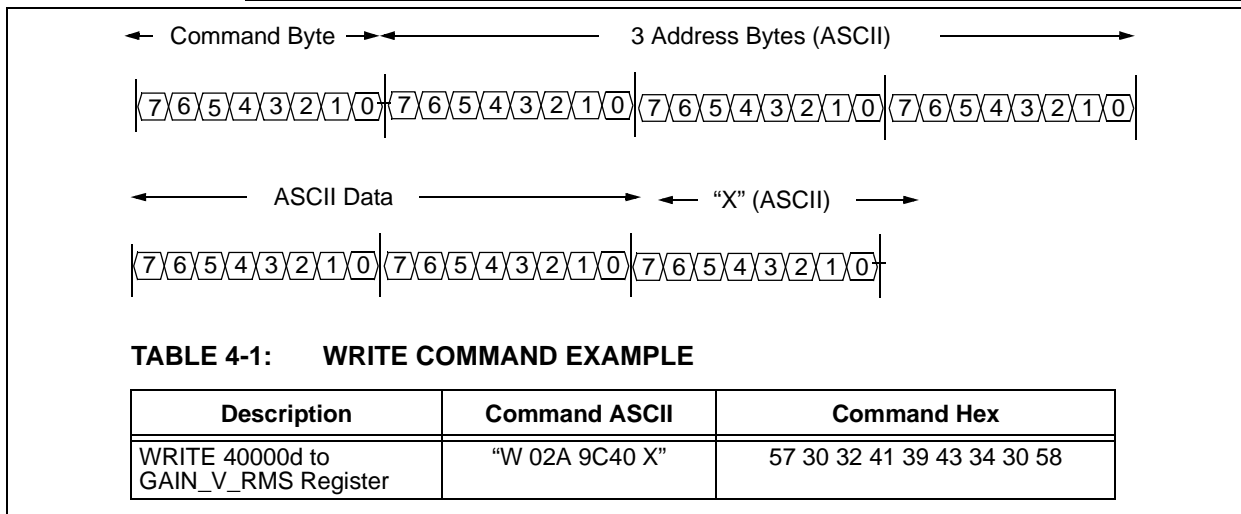 Command Byte 3 Address Bytes (ASCII)
7 6 5 4 3 2 1 0 7 6 5 4 3 2 1 0 7 6 5 4 3 2 1 0 7 6 5 4 3 2 1 0
ASCII Data “X” (ASCII)
7 6 5 4 3 2 1 0 7 6 5 4 3 2 1 0 7 6 5 4 3 2 1 0
TABLE 4-1: WRITE COMMAND EXAMPLE
Description Command ASCII Command Hex
WRITE 40000d to “W 02A 9C40 X” 57 30 32 41 39 43 34 30 58
GAIN_V_RMS Register